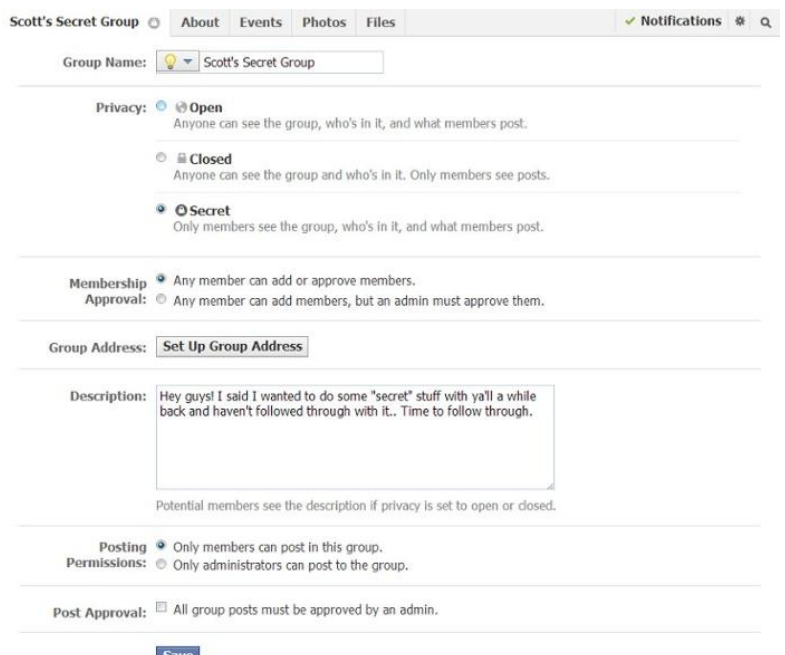 Scott's Secret Group About Events Photos Files Notifications
Group Name: Scott's Secret Group
Privacy: Open
Anyone can see the group, who's in it, and what members post.
Closed
Anyone can see the group and who's in it. Only members see posts.
Secret
Only members see the group, who's in it, and what members post.
Membership Approval: Any member can add or approve members.
Any member can add members, but an admin must approve them.
Group Address: Set Up Group Address
Description: Hey guys! I said I wanted to do some "secret" stuff with ya'll a while
back and haven't followed through with it.. Time to follow through.
Potential members see the description if privacy is set to open or closed.
Posting Permissions: Only members can post in this group.
Only administrators can post to the group.
Post Approval: All group posts must be approved by an admin.
Save